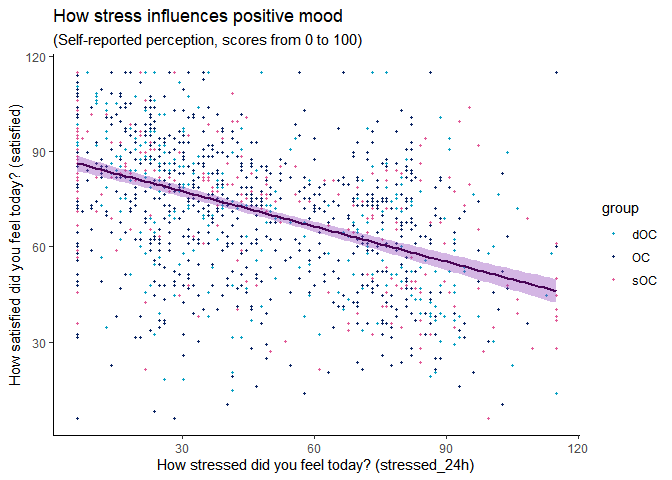 How stress influences positive mood
(Self-reported perception, scores from 0 to 100)
120
90
60
30
How satisfied did you feel today? (satisfied)
30
60
90
120
How stressed did you feel today? (stressed_24h)
group
dOC
OC
sOC